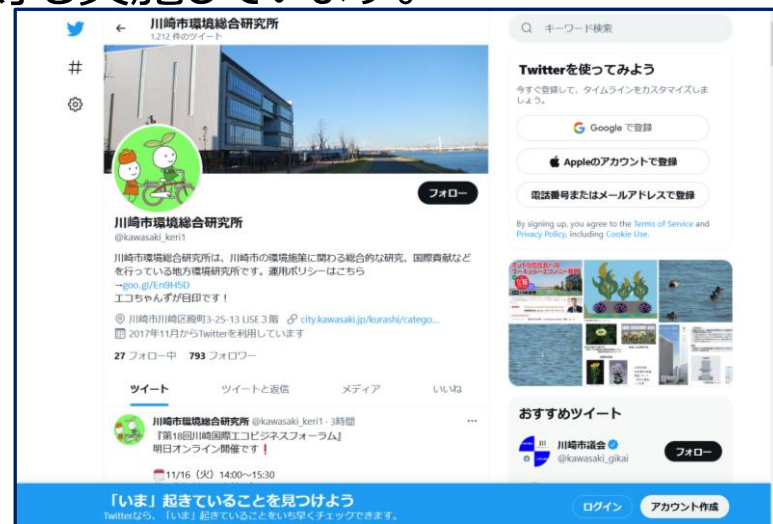 も実施しています。
川崎市環境総合研究所
1,212 件のツイート
フォロー
川崎市環境総合研究所
@kawasaki_keri1
川崎市環境総合研究所は、川崎市の環境施策に関わる総合的な研究、国際貢献など
を行っている地方環境研究所です。運用ポリシーはこちら
→goo.gl/En9H5D
エコちゃんずが目印です！
川崎市川崎区殿町3-25-13 LiSE３階 city.kawasaki.jp/kurashi/catego...
2017年11月からTwitterを利用しています
27 フォロー中 793 フォロワー
ツイート ツイートと返信 メディア いいね
川崎市環境総合研究所 @kawasaki_keri1 · 3時間
『第18回川崎国際エコビジネスフォーラム』
明日オンライン開催です❗
11/16（火）14:00～15:30
キーワード検索
Twitterを使ってみよう
今すぐ登録して、タイムラインをカスタマイズしま
しょう。
Google で登録
Appleのアカウントで登録
電話番号またはメールアドレスで登録
By signing up, you agree to the Terms of Service and
Privacy Policy, including Cookie Use.
おすすめツイート
川崎市議会
@kawasaki_gikai
フォロー
「いま」起きていることを見つけよう
Twitterなら、「いま」起きていることをいち早くチェックできます。
ログイン アカウント作成